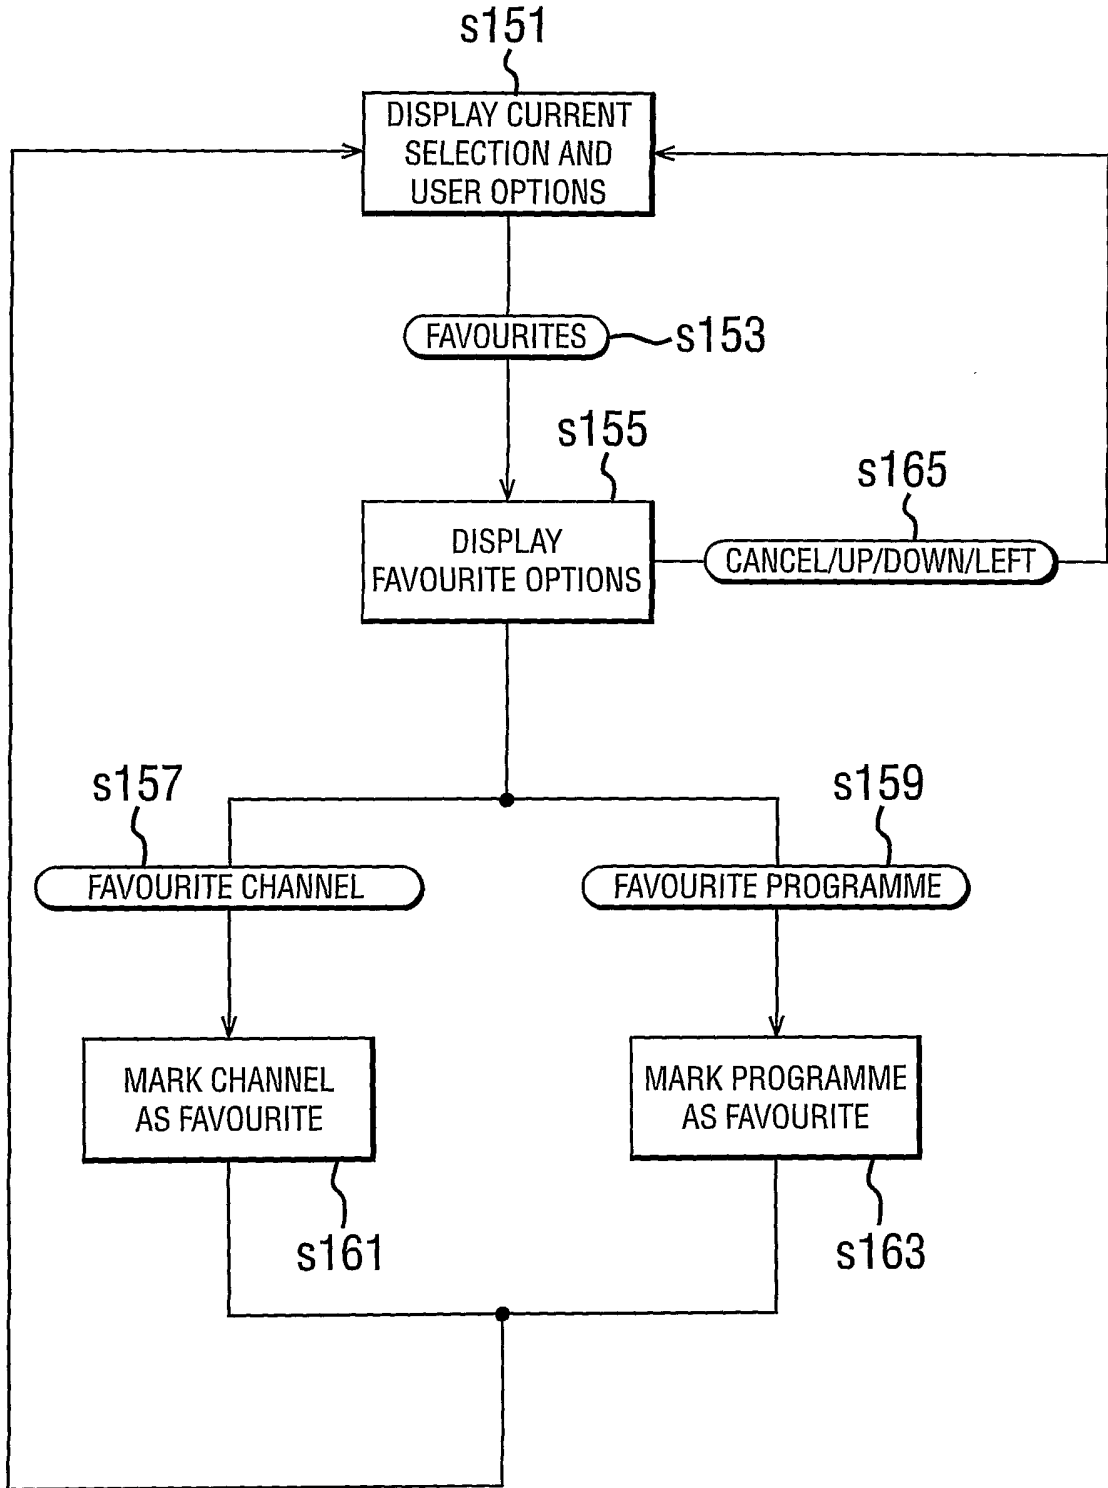 s151
DISPLAY CURRENT
SELECTION AND
USER OPTIONS
FAVOURITES
s153
s155
DISPLAY
FAVOURITE OPTIONS
s165
CANCEL/UP/DOWN/LEFT
s157
FAVOURITE CHANNEL
s159
FAVOURITE PROGRAMME
MARK CHANNEL
AS FAVOURITE
s161
MARK PROGRAMME
AS FAVOURITE
s163